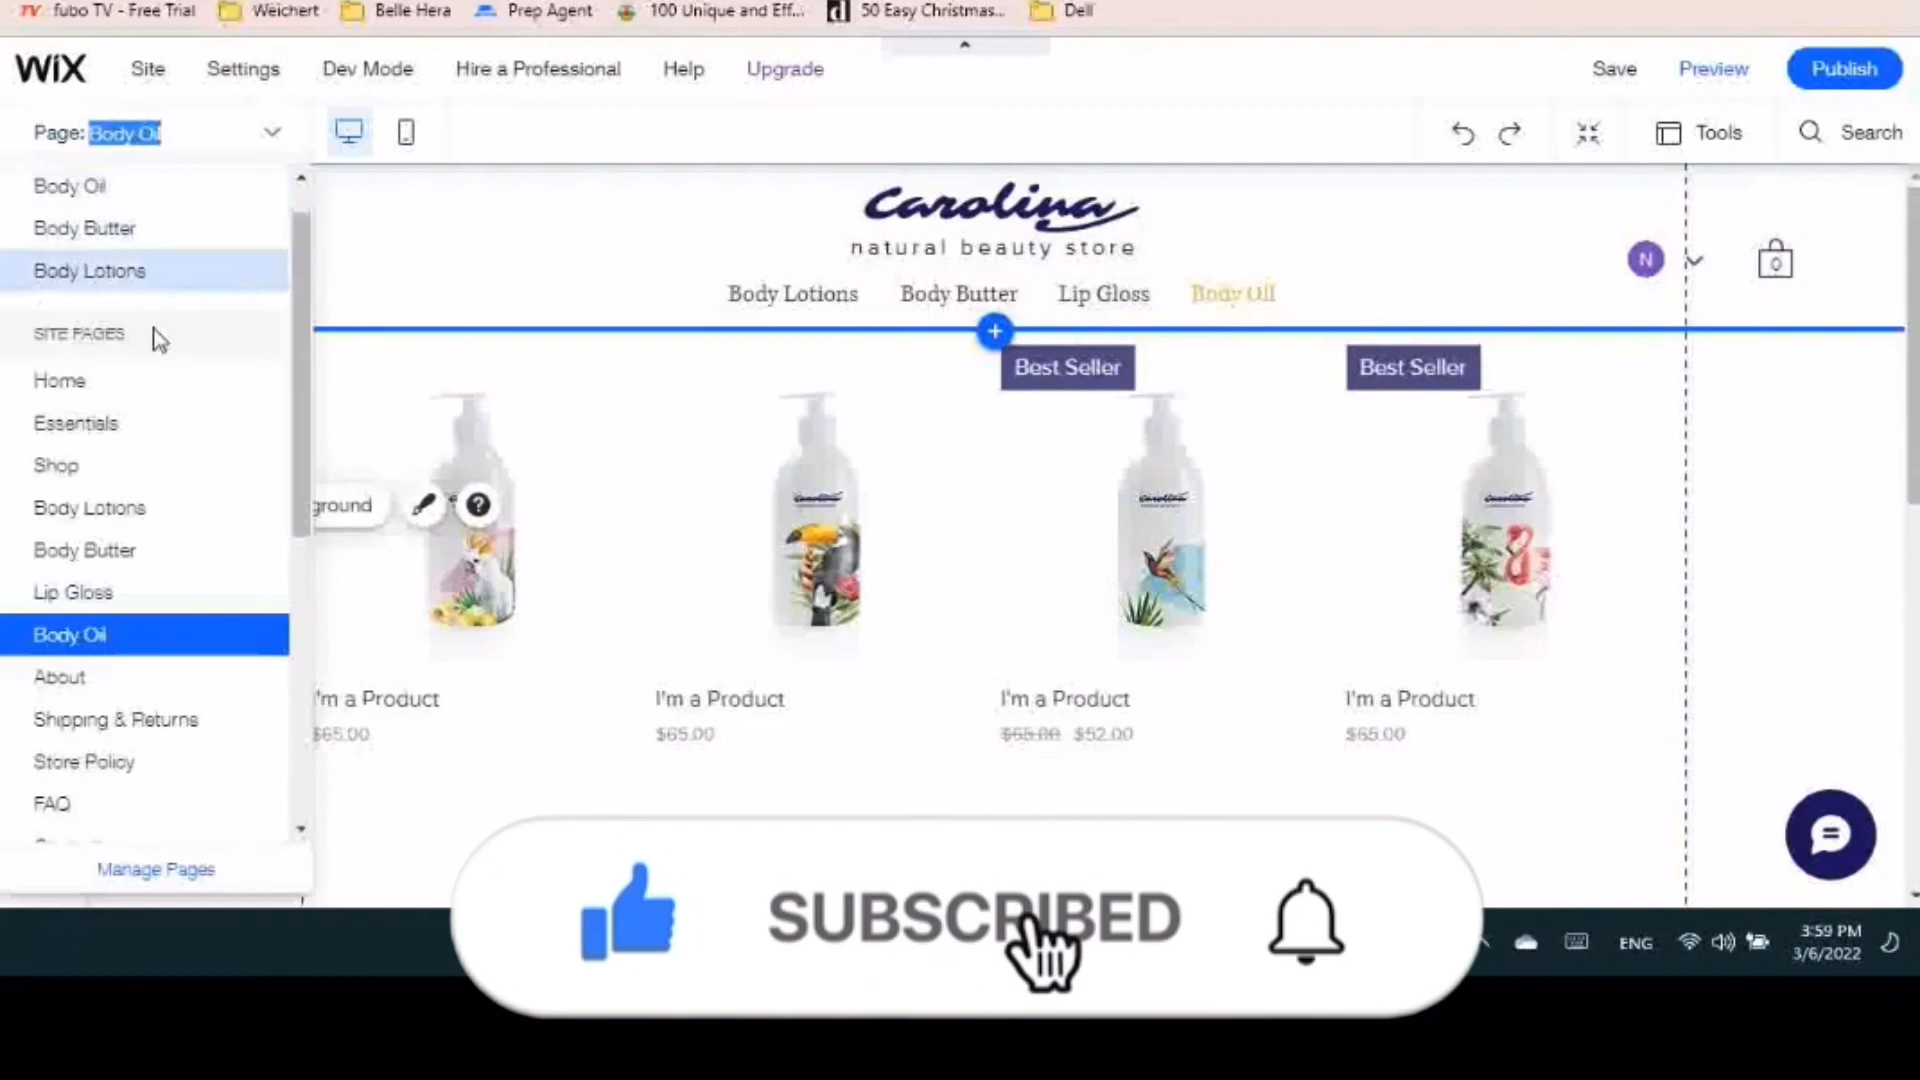 TV fubo TV - Free Trial Weichert Belle Hera Prep Agent 100 Unique and Eff... d 50 Easy Christmas... Dell
WiX Site Settings Dev Mode Hire a Professional Help Upgrade Save Preview Publish
Page: Body Oil Tools Search
Body Oil
Body Butter
Body Lotions
SITE PAGES
Home
Essentials
Shop
Body Lotions
Body Butter
Lip Gloss
Body Oil
About
Shipping & Returns
Store Policy
FAQ
Manage Pages
Carolina
natural beauty store
N 0
Body Lotions Body Butter Lip Gloss Body Oil
Best Seller Best Seller
ground ?
Carolina Carolina Carolina
I'm a Product I'm a Product I'm a Product I'm a Product
$65.00 $65.00 $65.00 $52.00 $65.00
SUBSCRIBED
ENG 3:59 PM
3/6/2022